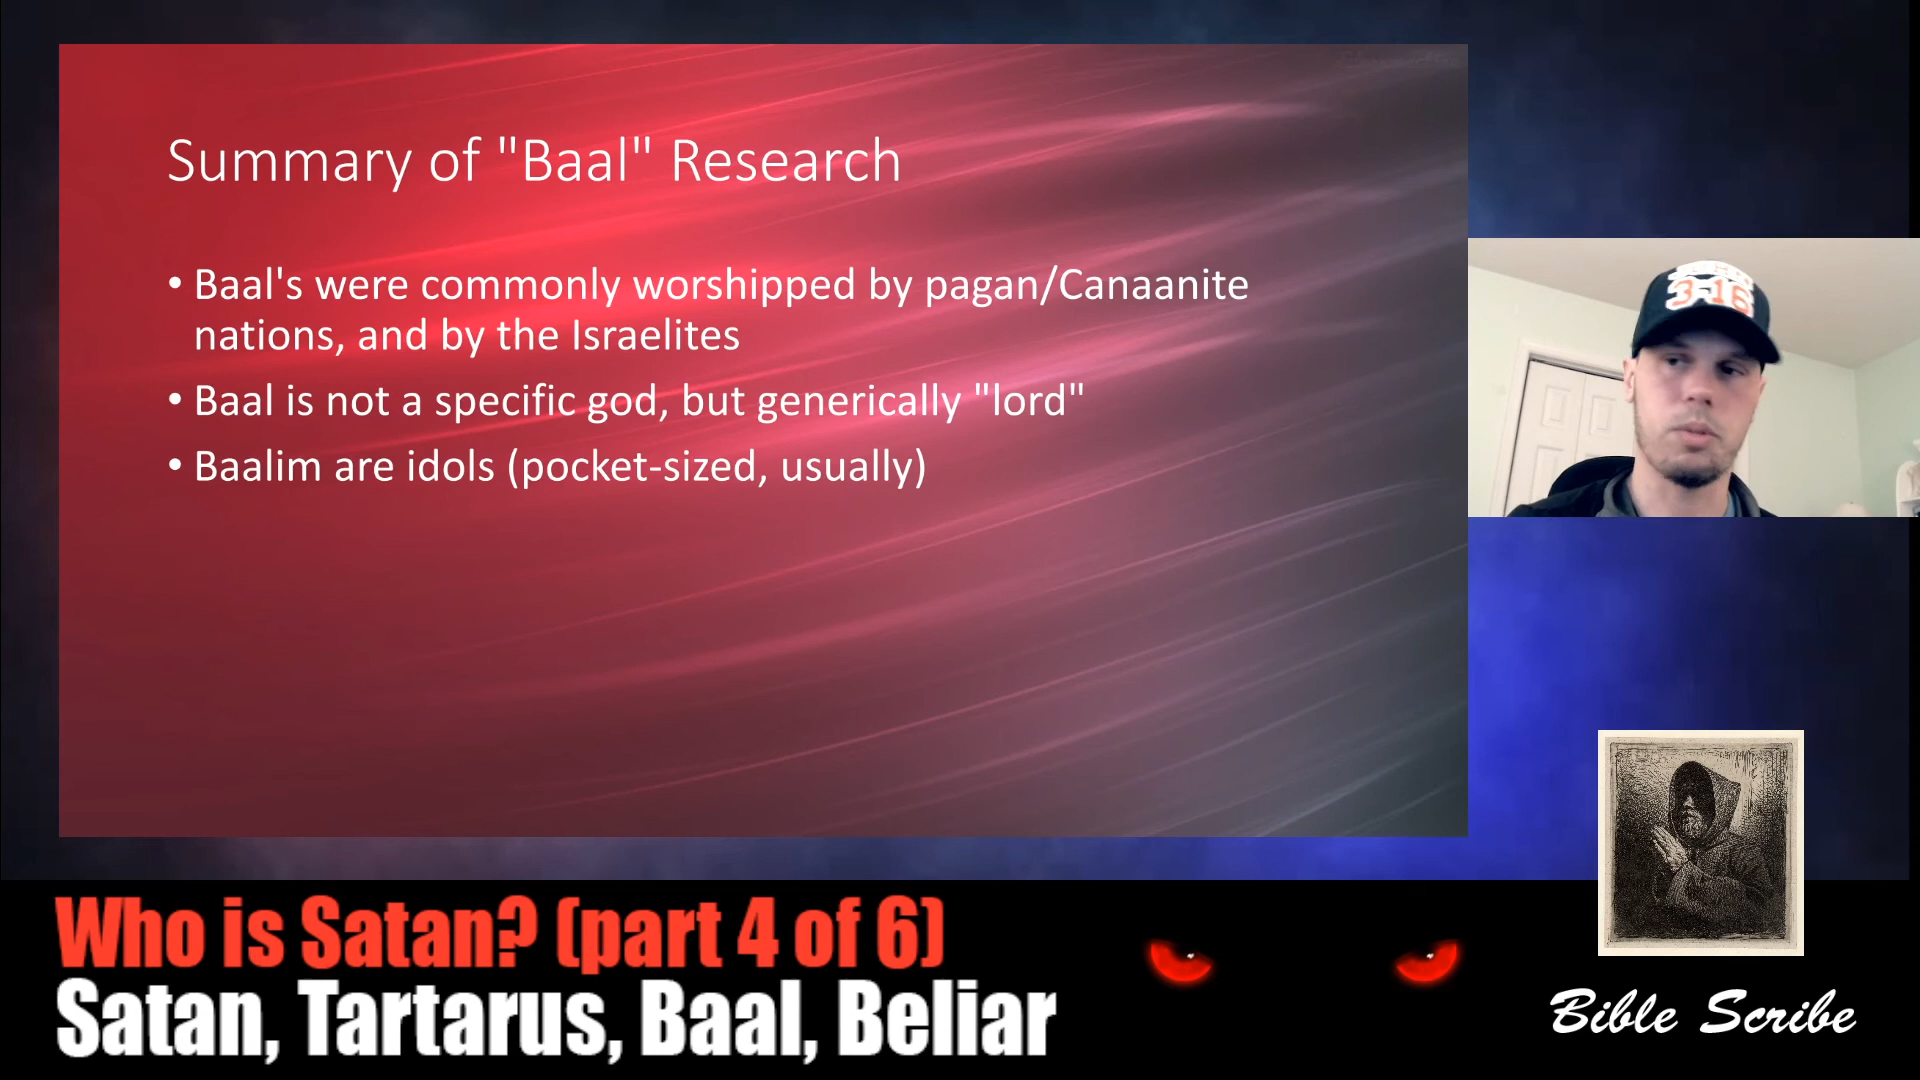 Summary of "Baal" Research
• Baal's were commonly worshipped by pagan/Canaanite
nations, and by the Israelites
• Baal is not a specific god, but generically "lord"
• Baalim are idols (pocket-sized, usually)
3-16
Who is Satan? (part 4 of 6)
Satan, Tartarus, Baal, Beliar
Bible Scribe